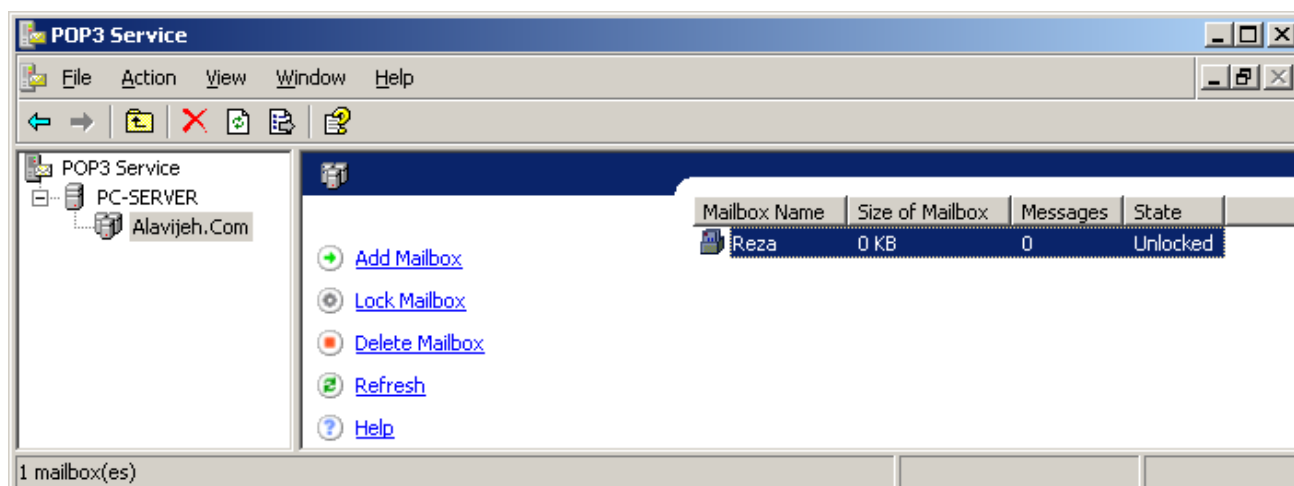 POP3 Service
File Action View Window Help
POP3 Service
PC-SERVER
Alavijeh.Com
Mailbox Name Size of Mailbox Messages State
Reza 0 KB 0 Unlocked
Add Mailbox
Lock Mailbox
Delete Mailbox
Refresh
Help
1 mailbox(es)